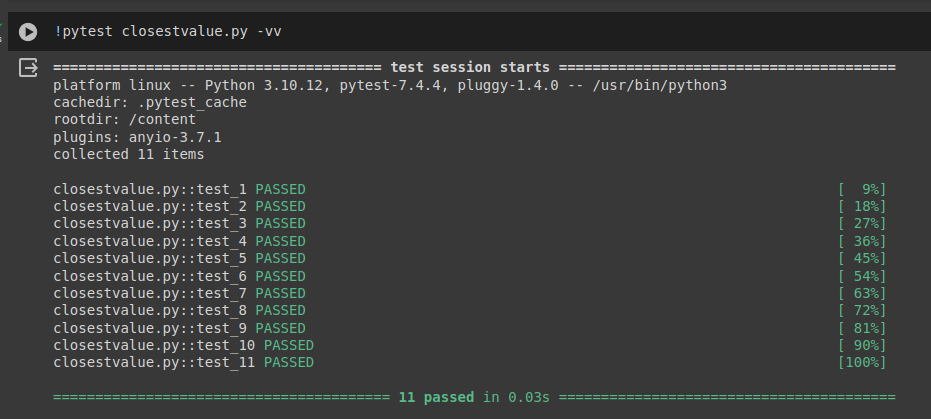 !pytest closestvalue.py -vv
======================================= test session starts ========================================
platform linux -- Python 3.10.12, pytest-7.4.4, pluggy-1.4.0 -- /usr/bin/python3
cachedir: .pytest_cache
rootdir: /content
plugins: anyio-3.7.1
collected 11 items
closestvalue.py::test_1 PASSED [  9%]
closestvalue.py::test_2 PASSED [ 18%]
closestvalue.py::test_3 PASSED [ 27%]
closestvalue.py::test_4 PASSED [ 36%]
closestvalue.py::test_5 PASSED [ 45%]
closestvalue.py::test_6 PASSED [ 54%]
closestvalue.py::test_7 PASSED [ 63%]
closestvalue.py::test_8 PASSED [ 72%]
closestvalue.py::test_9 PASSED [ 81%]
closestvalue.py::test_10 PASSED [ 90%]
closestvalue.py::test_11 PASSED [100%]
======================================== 11 passed in 0.03s ========================================